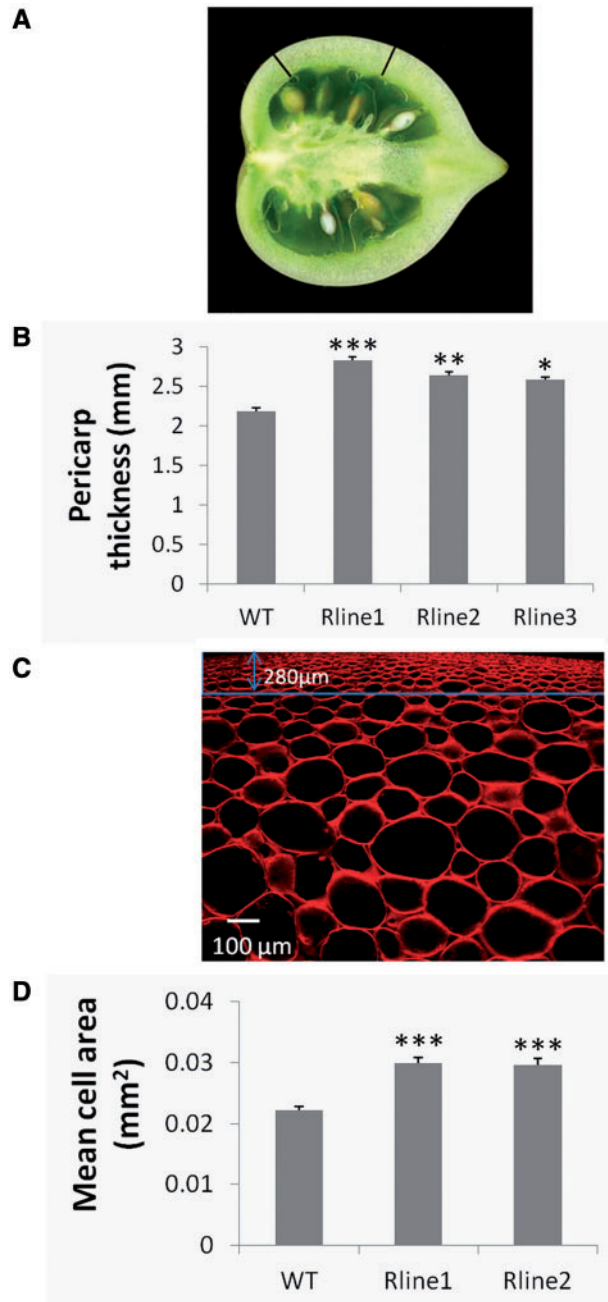 A
B
Pericarp
thickness (mm)
3
2.5
2
1.5
1
0.5
0
***
**
*
WT Rline1 Rline2 Rline3
C
280µm
100 µm
D
Mean cell area
(mm²)
0.04
0.03
0.02
0.01
0
*** ***
WT Rline1 Rline2